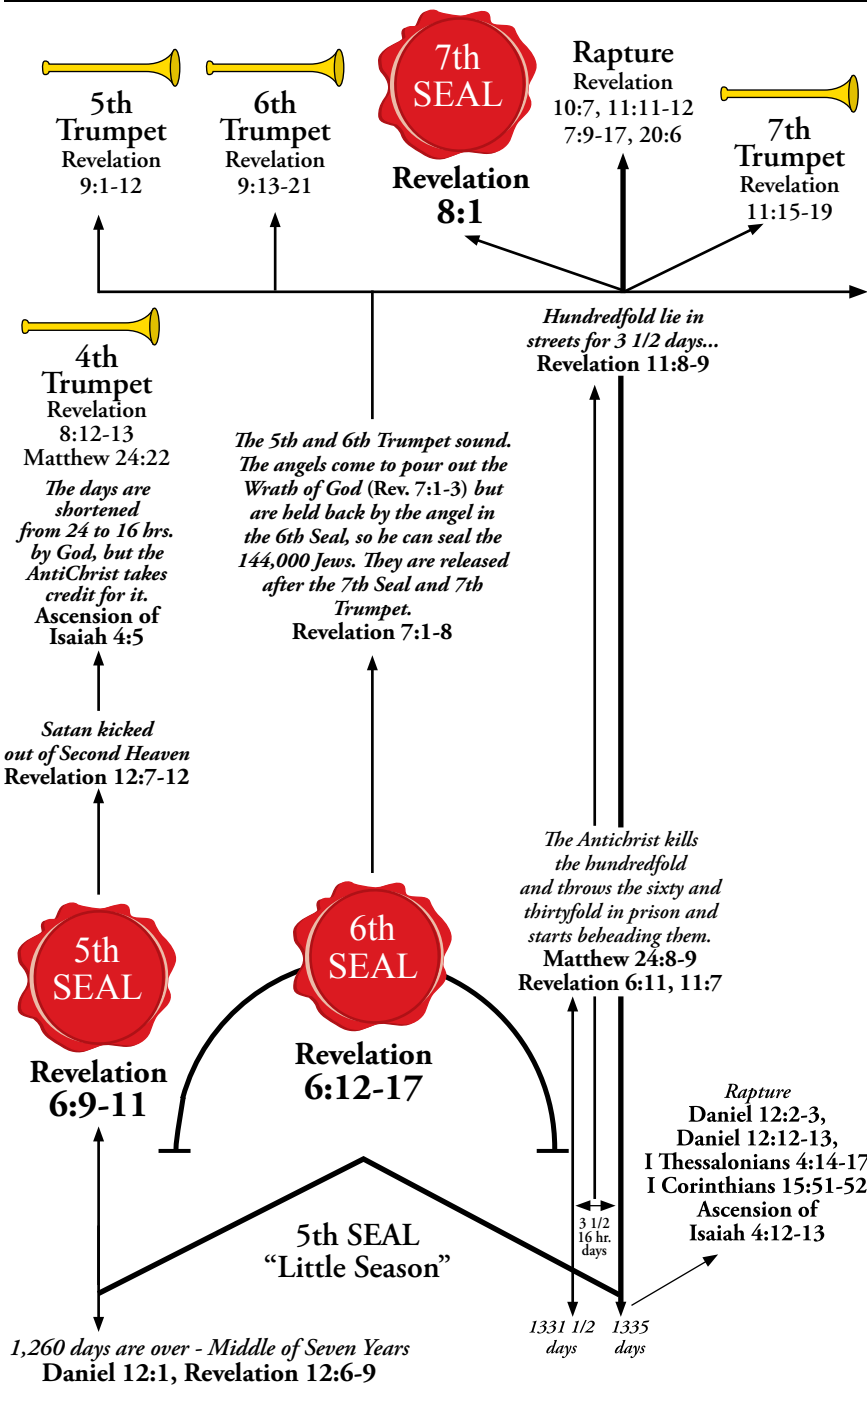 5th
Trumpet
Revelation
9:1-12
6th
Trumpet
Revelation
9:13-21
7th
SEAL
Revelation
8:1
Rapture
Revelation
10:7, 11:11-12
7:9-17, 20:6
7th
Trumpet
Revelation
11:15-19
4th
Trumpet
Revelation
8:12-13
Matthew 24:22
The days are
shortened
from 24 to 16 hrs.
by God, but the
AntiChrist takes
credit for it.
Ascension of
Isaiah 4:5
The 5th and 6th Trumpet sound.
The angels come to pour out the
Wrath of God (Rev. 7:1-3) but
are held back by the angel in
the 6th Seal, so he can seal the
144,000 Jews. They are released
after the 7th Seal and 7th
Trumpet.
Revelation 7:1-8
Hundredfold lie in
streets for 3 1/2 days...
Revelation 11:8-9
Satan kicked
out of Second Heaven
Revelation 12:7-12
The Antichrist kills
the hundredfold
and throws the sixty and
thirtyfold in prison and
starts beheading them.
Matthew 24:8-9
Revelation 6:11, 11:7
5th
SEAL
Revelation
6:9-11
6th
SEAL
Revelation
6:12-17
Rapture
Daniel 12:2-3,
Daniel 12:12-13,
I Thessalonians 4:14-17
I Corinthians 15:51-52
Ascension of
Isaiah 4:12-13
5th SEAL
“Little Season”
3 1/2
16 hr.
days
1331 1/2
days
1335
days
1,260 days are over - Middle of Seven Years
Daniel 12:1, Revelation 12:6-9